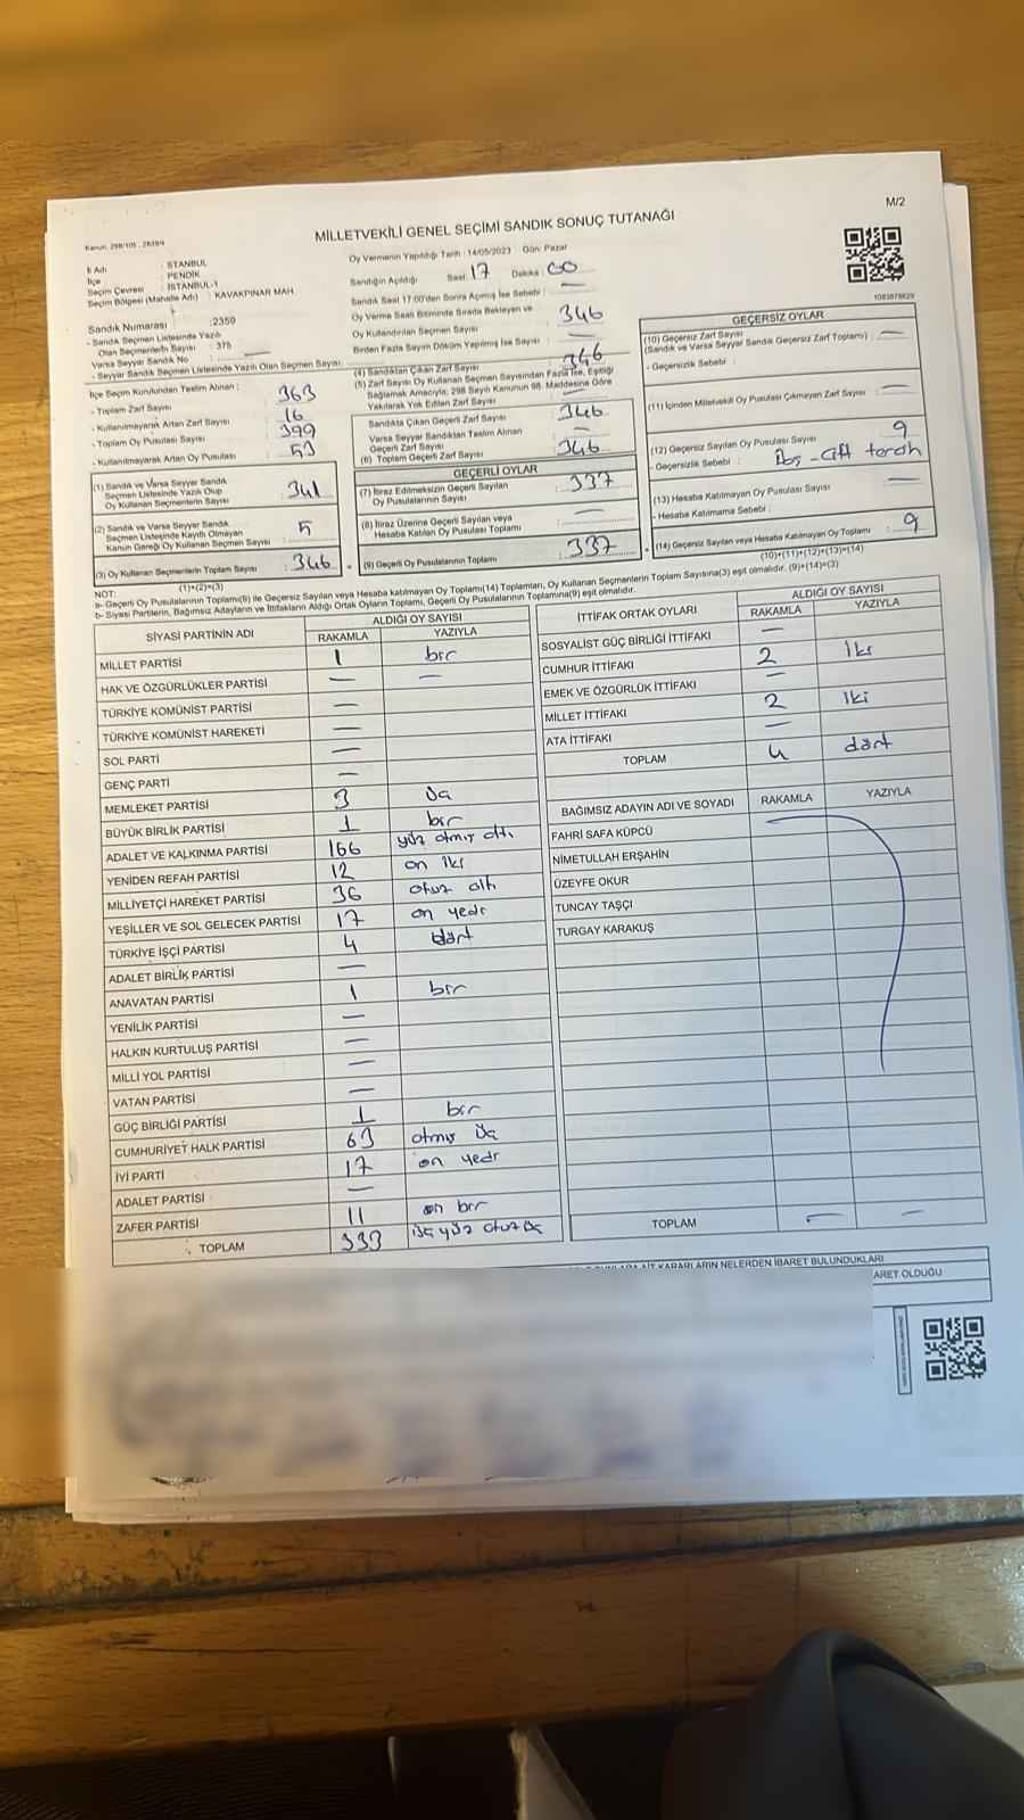 M/2
MİLLETVEKİLİ GENEL SEÇİMİ SANDIK SONUÇ TUTANAĞI
İl Adı : İSTANBUL
İlçe : PENDİK
Seçim Çevresi : İSTANBUL-1
Seçim Bölgesi (Mahalle Adı) : KAVAKPINAR MAH.
Sandık Numarası : 2359
- Sandık Seçmen Listesinde Yazılı
Olan Seçmenlerin Sayısı : 375
Varsa Seyyar Sandık No : —
- Seyyar Sandık Seçmen Listesinde Yazılı Olan Seçmen Sayısı
Oy Vermenin Yapıldığı Tarih : 14/05/2023 Gün: Pazar
Sandığın Açıldığı Saat: 17 Dakika: 00
Sandık Saat 17:00'den Sonra Açılmış İse Sebebi : —
Oy Verme Saati Bitiminde Sırada Bekleyen ve
Oy Kullandırılan Seçmen Sayısı : 346
Birden Fazla Sayım Döküm Yapılmış İse Sayısı : —
İlçe Seçim Kurulundan Teslim Alınan :
- Toplam Zarf Sayısı 363
- Kullanılmayarak Artan Zarf Sayısı 16
- Toplam Oy Pusulası Sayısı 399
- Kullanılmayarak Artan Oy Pusulası 53
(1) Sandık ve Varsa Seyyar Sandık
Seçmen Listesinde Yazılı Olup
Oy Kullanan Seçmenlerin Sayısı : 341
(2) Sandık ve Varsa Seyyar Sandık
Seçmen Listesinde Kayıtlı Olmayan
Kanun Gereği Oy Kullanan Seçmen Sayısı : 5
(3) Oy Kullanan Seçmenlerin Toplam Sayısı : 346
(1)+(2)=(3)
(4) Sandıktan Çıkan Zarf Sayısı 346
(5) Zarf Sayısı Oy Kullanan Seçmen Sayısından Fazla İse, Eşitliği
Sağlamak Amacıyla; 298 Sayılı Kanunun 98. Maddesine Göre
Yakılarak Yok Edilen Zarf Sayısı —
Sandıkta Çıkan Geçerli Zarf Sayısı 346
Varsa Seyyar Sandıktan Teslim Alınan
Geçerli Zarf Sayısı —
(6) Toplam Geçerli Zarf Sayısı 346
GEÇERLİ OYLAR
(7) İtiraz Edilmeksizin Geçerli Sayılan
Oy Pusulalarının Sayısı : 337
(8) İtiraz Üzerine Geçerli Sayılan veya
Hesaba Katılan Oy Pusulası Toplamı : —
(9) Geçerli Oy Pusulalarının Toplamı : 337
GEÇERSİZ OYLAR
(10) Geçersiz Zarf Sayısı
(Sandık ve Varsa Seyyar Sandık Geçersiz Zarf Toplamı) : —
- Geçersizlik Sebebi :
(11) İçinden Milletvekili Oy Pusulası Çıkmayan Zarf Sayısı : —
(12) Geçersiz Sayılan Oy Pusulası Sayısı : 9
- Geçersizlik Sebebi : Boş - Çift tercih
(13) Hesaba Katılmayan Oy Pusulası Sayısı : —
- Hesaba Katılmama Sebebi :
(14) Geçersiz Sayılan veya Hesaba Katılmayan Oy Toplamı : 9
(10)+(11)+(12)+(13)=(14)
NOT:
a- Geçerli Oy Pusulalarının Toplamı(9) ile Geçersiz Sayılan veya Hesaba katılmayan Oy Toplamı(14) Toplamları, Oy Kullanan Seçmenlerin Toplam Sayısına(3) eşit olmalıdır. (9)+(14)=(3)
b- Siyasi Partilerin, Bağımsız Adayların ve İttifakların Aldığı Ortak Oyların Toplamı, Geçerli Oy Pusulalarının Toplamına(9) eşit olmalıdır.
SİYASİ PARTİNİN ADI ALDIĞI OY SAYISI
RAKAMLA YAZIYLA
MİLLET PARTİSİ 1 bir
HAK VE ÖZGÜRLÜKLER PARTİSİ — —
TÜRKİYE KOMÜNİST PARTİSİ —
TÜRKİYE KOMÜNİST HAREKETİ —
SOL PARTİ —
GENÇ PARTİ —
MEMLEKET PARTİSİ 3 üç
BÜYÜK BİRLİK PARTİSİ 1 bir
ADALET VE KALKINMA PARTİSİ 166 yüz atmış altı
YENİDEN REFAH PARTİSİ 12 on iki
MİLLİYETÇİ HAREKET PARTİSİ 36 otuz altı
YEŞİLLER VE SOL GELECEK PARTİSİ 17 on yedi
TÜRKİYE İŞÇİ PARTİSİ 4 dört
ADALET BİRLİK PARTİSİ —
ANAVATAN PARTİSİ 1 bir
YENİLİK PARTİSİ —
HALKIN KURTULUŞ PARTİSİ —
MİLLİ YOL PARTİSİ —
VATAN PARTİSİ —
GÜÇ BİRLİĞİ PARTİSİ 1 bir
CUMHURİYET HALK PARTİSİ 63 atmış üç
İYİ PARTİ 17 on yedi
ADALET PARTİSİ —
ZAFER PARTİSİ 11 on bir
TOPLAM 333 üç yüz otuz üç
İTTİFAK ORTAK OYLARI ALDIĞI OY SAYISI
RAKAMLA YAZIYLA
SOSYALİST GÜÇ BİRLİĞİ İTTİFAKI —
CUMHUR İTTİFAKI 2 İki
EMEK VE ÖZGÜRLÜK İTTİFAKI —
MİLLET İTTİFAKI 2 İki
ATA İTTİFAKI —
TOPLAM 4 dört
BAĞIMSIZ ADAYIN ADI VE SOYADI RAKAMLA YAZIYLA
FAHRİ SAFA KÜPCÜ
NİMETULLAH ERŞAHİN
ÜZEYFE OKUR
TUNCAY TAŞÇI
TURGAY KARAKUŞ
TOPLAM — —
KARARLARIN NELERDEN İBARET BULUNDUKLARI
ARET OLDUĞU